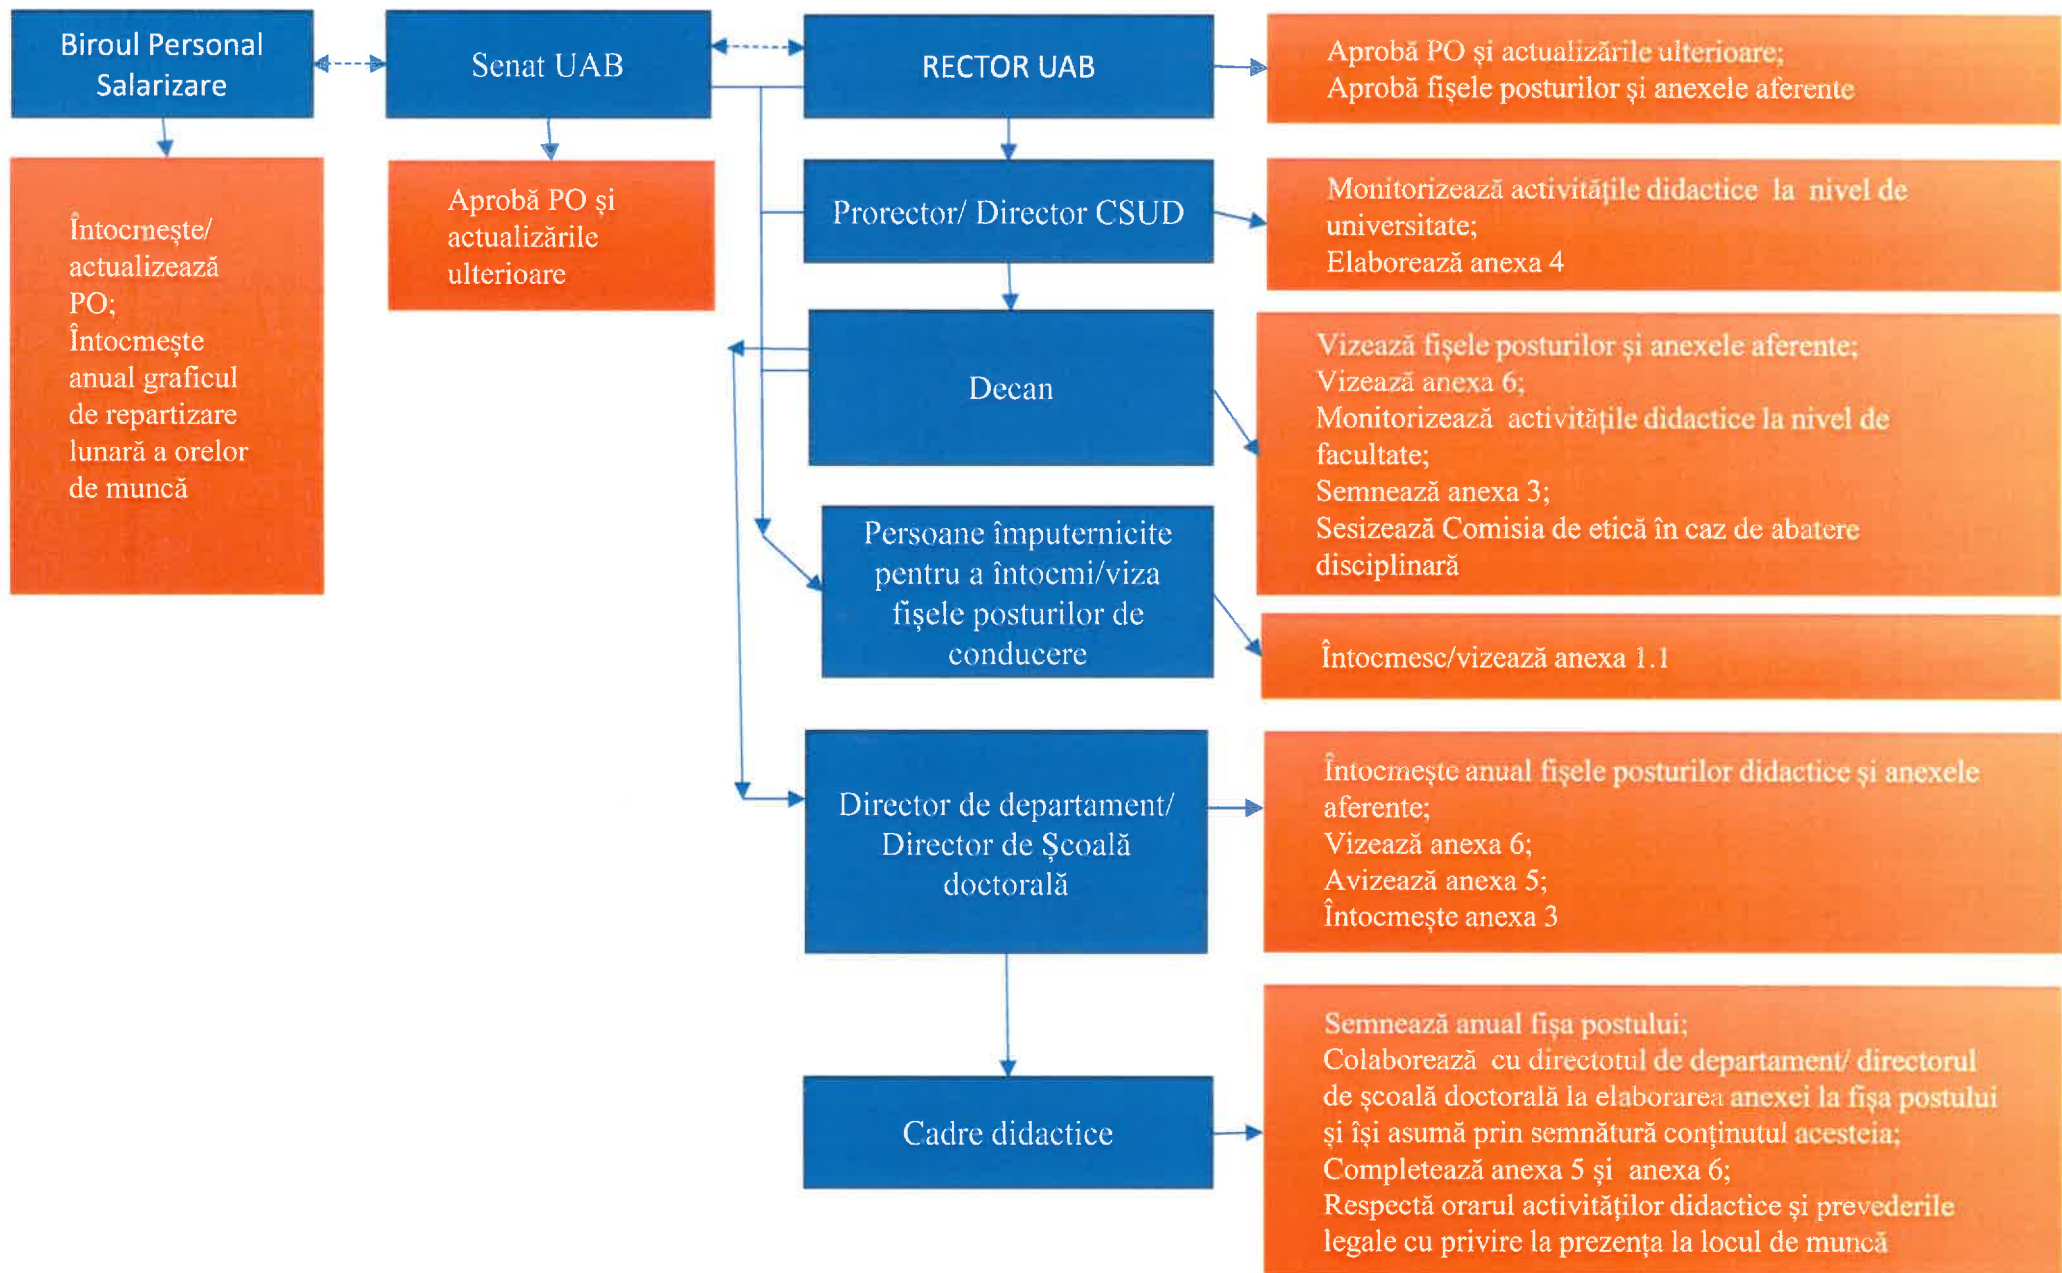 Biroul Personal
Salarizare
Senat UAB
RECTOR UAB
Aprobă PO și actualizările ulterioare;
Aprobă fișele posturilor și anexele aferente
Întocmește/
actualizează
PO;
Întocmește
anual graficul
de repartizare
lunară a orelor
de muncă
Aprobă PO și
actualizările
ulterioare
Prorector/ Director CSUD
Monitorizează activitățile didactice la nivel de
universitate;
Elaborează anexa 4
Decan
Vizează fișele posturilor și anexele aferente;
Vizează anexa 6;
Monitorizează activitățile didactice la nivel de
facultate;
Semnează anexa 3;
Sesizează Comisia de etică în caz de abatere
disciplinară
Persoane împuternicite
pentru a întocmi/viza
fișele posturilor de
conducere
Întocmesc/vizează anexa 1.1
Director de departament/
Director de Școală
doctorală
Întocmește anual fișele posturilor didactice și anexele
aferente;
Vizează anexa 6;
Avizează anexa 5;
Întocmește anexa 3
Cadre didactice
Semnează anual fișa postului;
Colaborează cu directotul de departament/ directorul
de școală doctorală la elaborarea anexei la fișa postului
și își asumă prin semnătură conținutul acesteia;
Completează anexa 5 și anexa 6;
Respectă orarul activităților didactice și prevederile
legale cu privire la prezența la locul de muncă